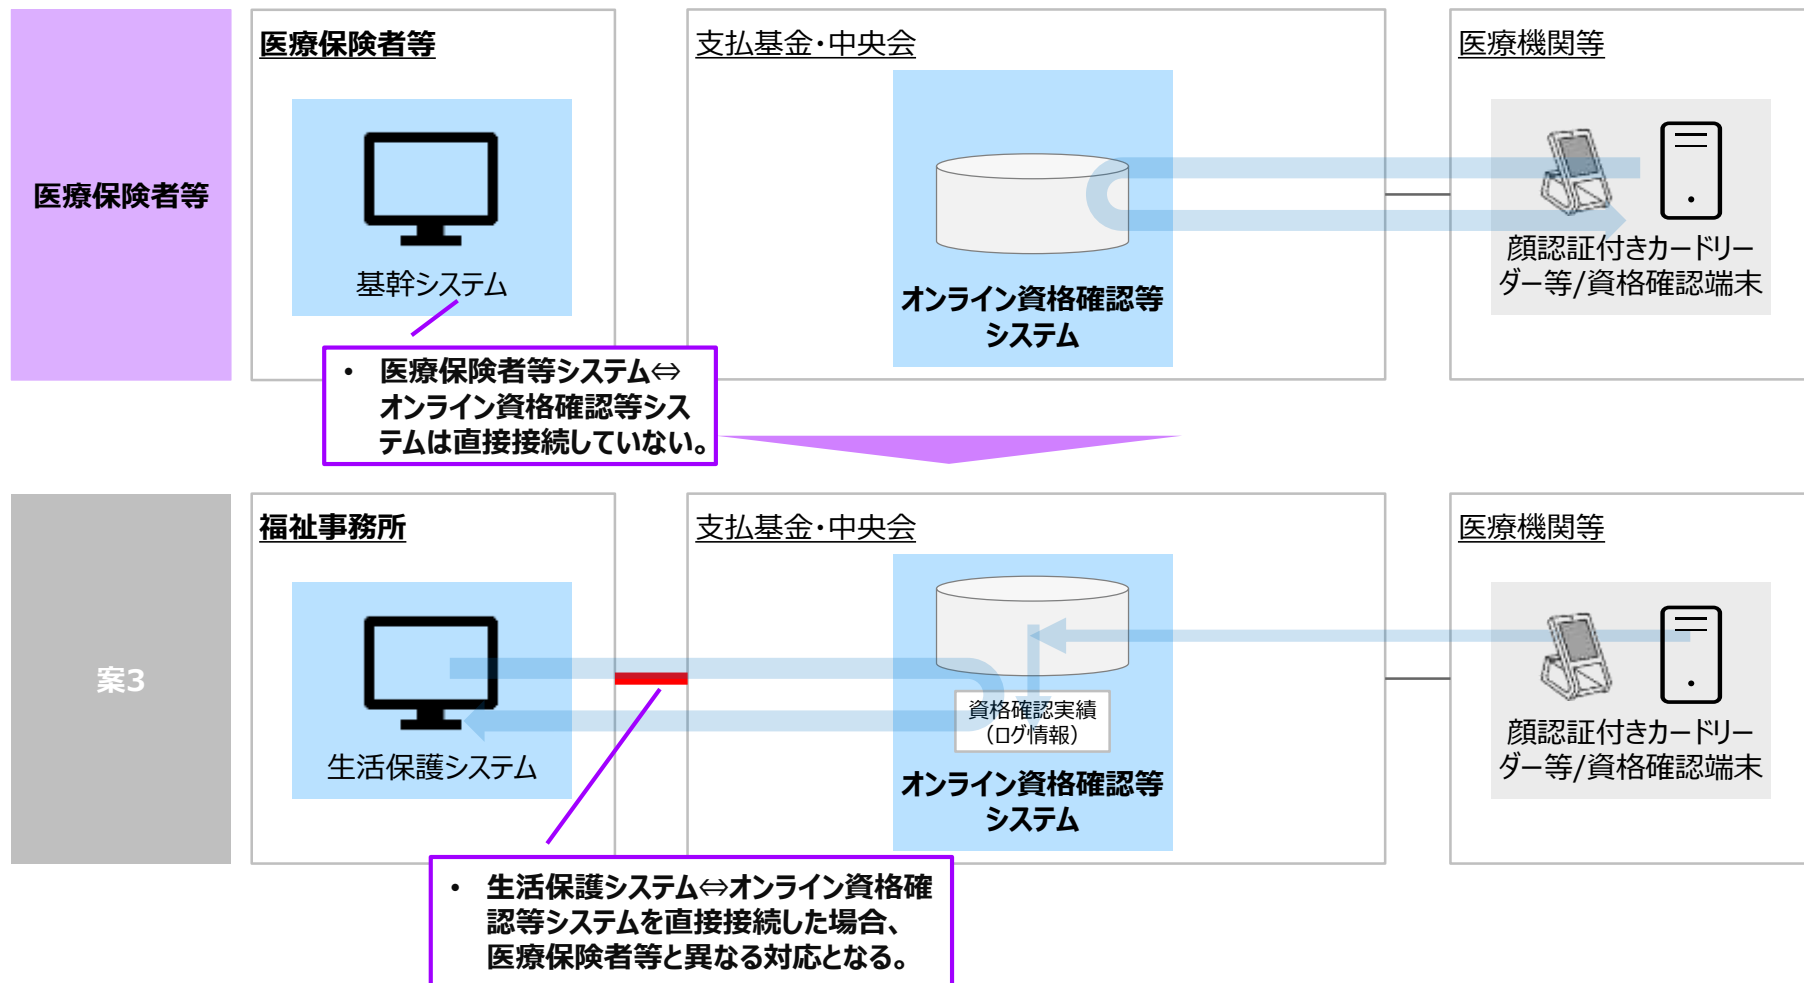 医療保険者等
医療保険者等
基幹システム
支払基金・中央会
オンライン資格確認等
システム
医療機関等
顔認証付きカードリー
ダー等/資格確認端末
• 医療保険者等システム⇔
オンライン資格確認等シス
テムは直接接続していない。
案3
福祉事務所
生活保護システム
支払基金・中央会
資格確認実績
（ログ情報）
オンライン資格確認等
システム
医療機関等
顔認証付きカードリー
ダー等/資格確認端末
• 生活保護システム⇔オンライン資格確
認等システムを直接接続した場合、
医療保険者等と異なる対応となる。